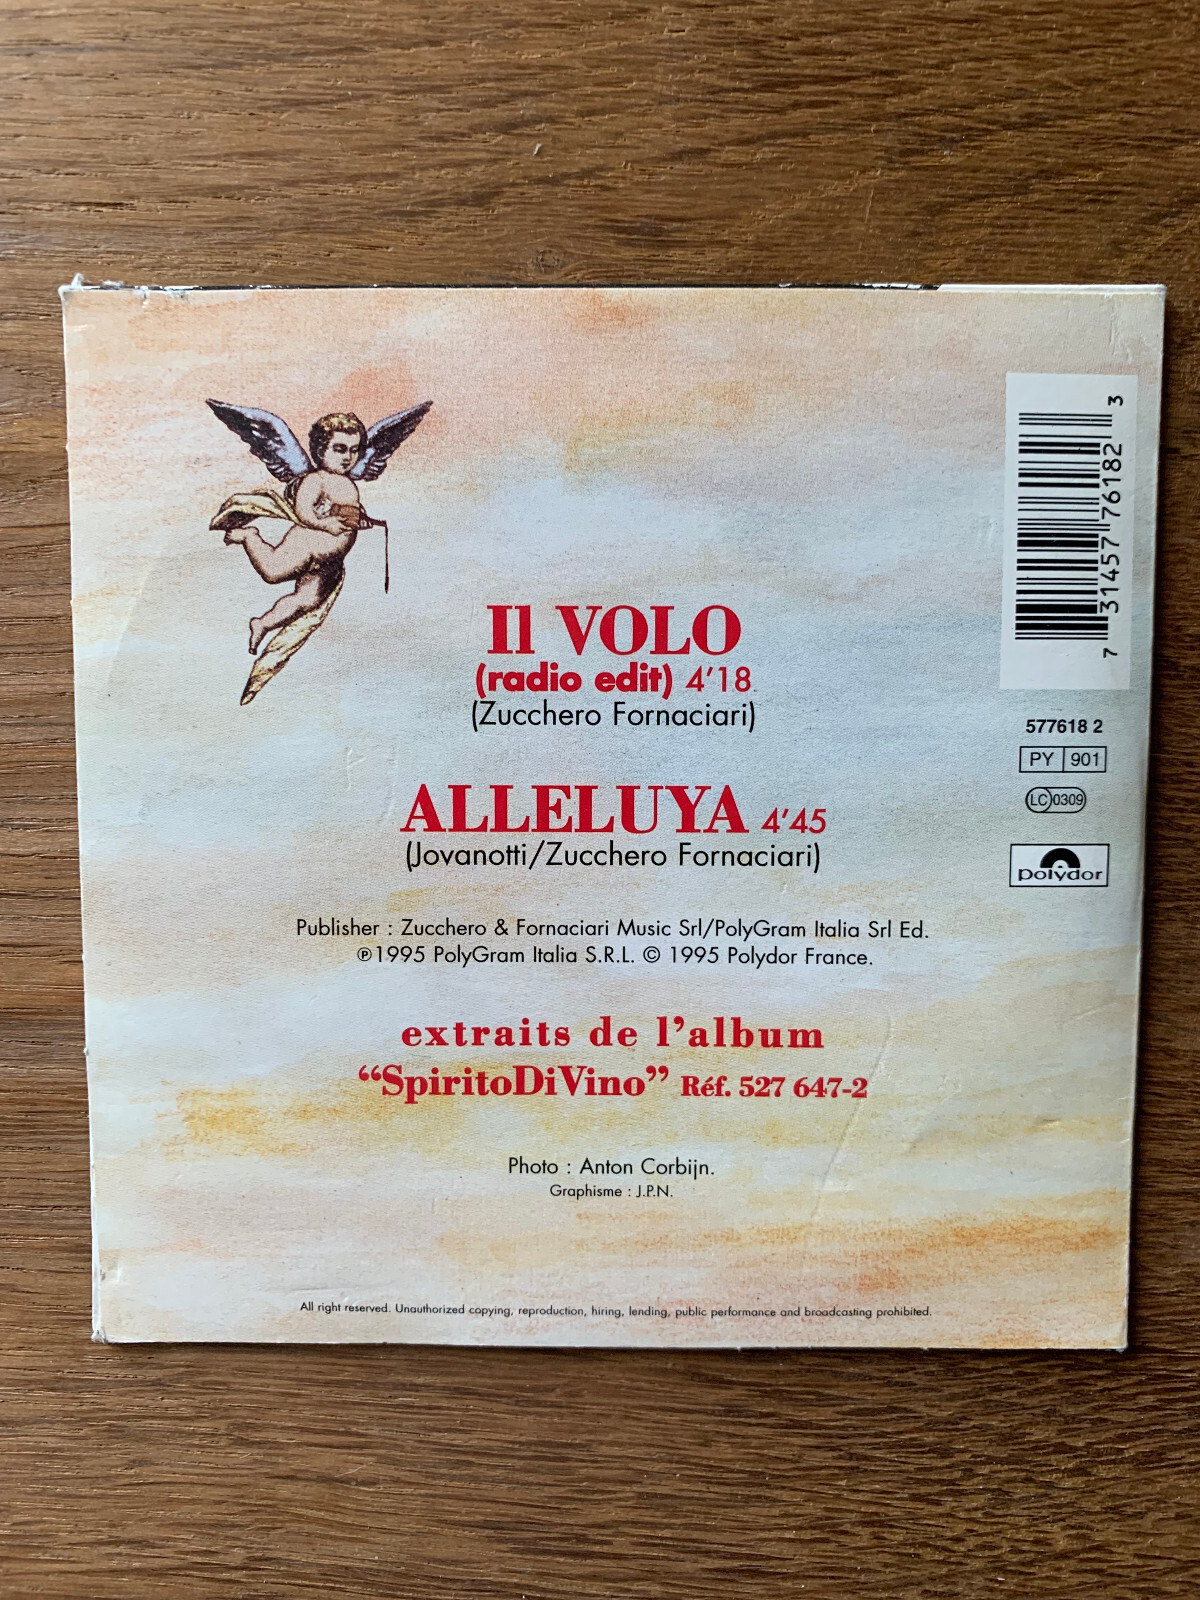 Il VOLO
(radio edit) 4'18
(Zucchero Fornaciari)
ALLELUYA 4'45
(Jovanotti/Zucchero Fornaciari)
Publisher : Zucchero & Fornaciari Music Srl/PolyGram Italia Srl Ed.
℗1995 PolyGram Italia S.R.L. © 1995 Polydor France.
extraits de l'album
“SpiritoDiVino” Réf. 527 647-2
Photo : Anton Corbijn.
Graphisme : J.P.N.
All right reserved. Unauthorized copying, reproduction, hiring, lending, public performance and broadcasting prohibited.
7 31457 76182 3
577618 2
PY 901
LC 0309
polydor